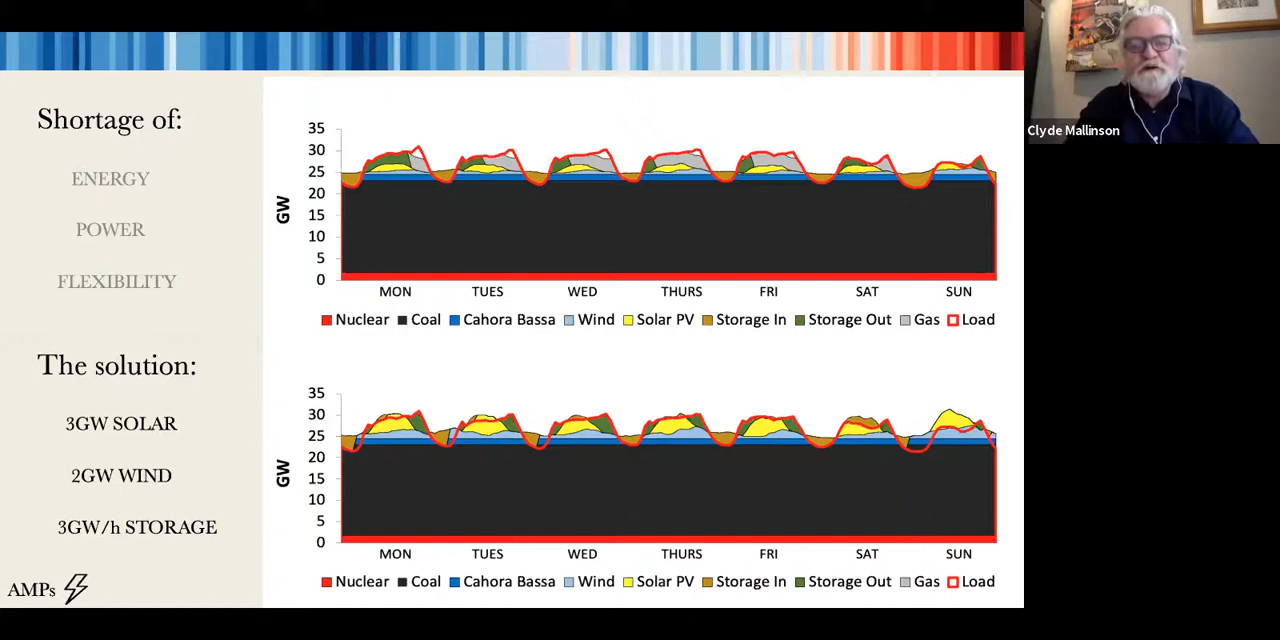 Shortage of:
ENERGY
POWER
FLEXIBILITY
The solution:
3GW SOLAR
2GW WIND
3GW/h STORAGE
AMPs
35
30
25
20
15
10
5
0
GW
MON TUES WED THURS FRI SAT SUN
Nuclear Coal Cahora Bassa Wind Solar PV Storage In Storage Out Gas Load
35
30
25
20
15
10
5
0
GW
MON TUES WED THURS FRI SAT SUN
Nuclear Coal Cahora Bassa Wind Solar PV Storage In Storage Out Gas Load
Clyde Mallinson